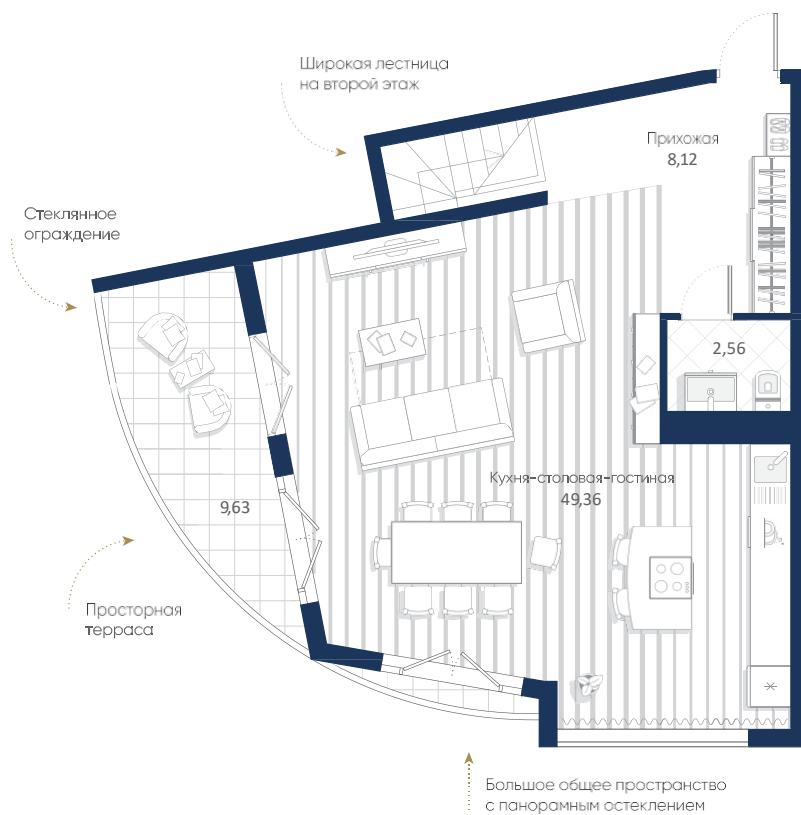 Широкая лестница
на второй этаж
Прихожая
8,12
Стеклянное
ограждение
2,56
Кухня-столовая-гостиная
49,36
9,63
Просторная
терраса
Большое общее пространство
с панорамным остеклением